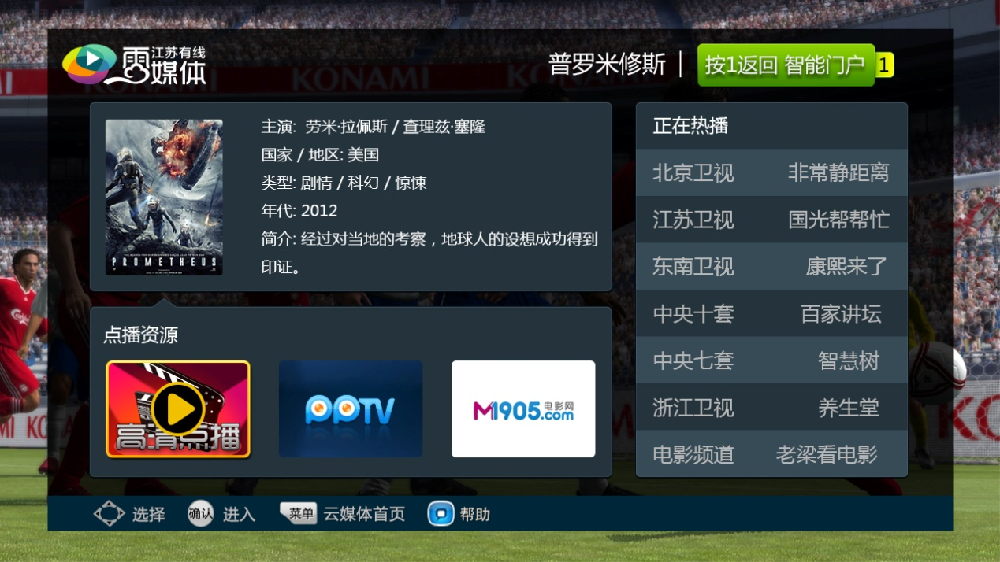 江苏有线
云媒体
普罗米修斯
按1返回 智能门户 1
主演: 劳米·拉佩斯 / 查理兹·塞隆
国家 / 地区: 美国
类型: 剧情 / 科幻 / 惊悚
年代: 2012
简介: 经过对当地的考察，地球人的设想成功得到
印证。
PROMETHEUS
点播资源
高清点播
PPTV
M1905 电影网
.com
正在热播
北京卫视 非常静距离
江苏卫视 国光帮帮忙
东南卫视 康熙来了
中央十套 百家讲坛
中央七套 智慧树
浙江卫视 养生堂
电影频道 老梁看电影
选择 确认 进入 菜单 云媒体首页 帮助
KONAMI
Carlsberg